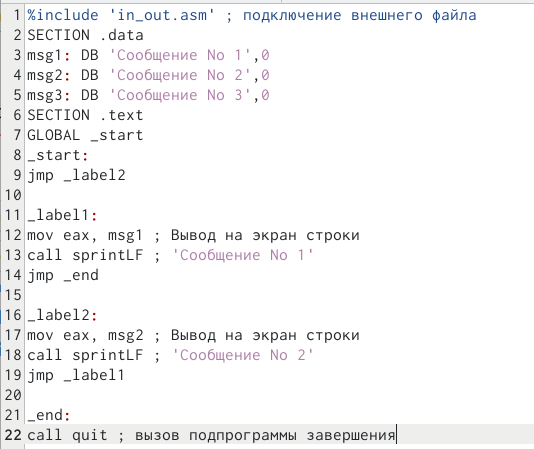 1 %include 'in_out.asm' ; подключение внешнего файла
2 SECTION .data
3 msg1: DB 'Сообщение No 1',0
4 msg2: DB 'Сообщение No 2',0
5 msg3: DB 'Сообщение No 3',0
6 SECTION .text
7 GLOBAL _start
8 _start:
9 jmp _label2
10
11 _label1:
12 mov eax, msg1 ; Вывод на экран строки
13 call sprintLF ; 'Сообщение No 1'
14 jmp _end
15
16 _label2:
17 mov eax, msg2 ; Вывод на экран строки
18 call sprintLF ; 'Сообщение No 2'
19 jmp _label1
20
21 _end:
22 call quit ; вызов подпрограммы завершения